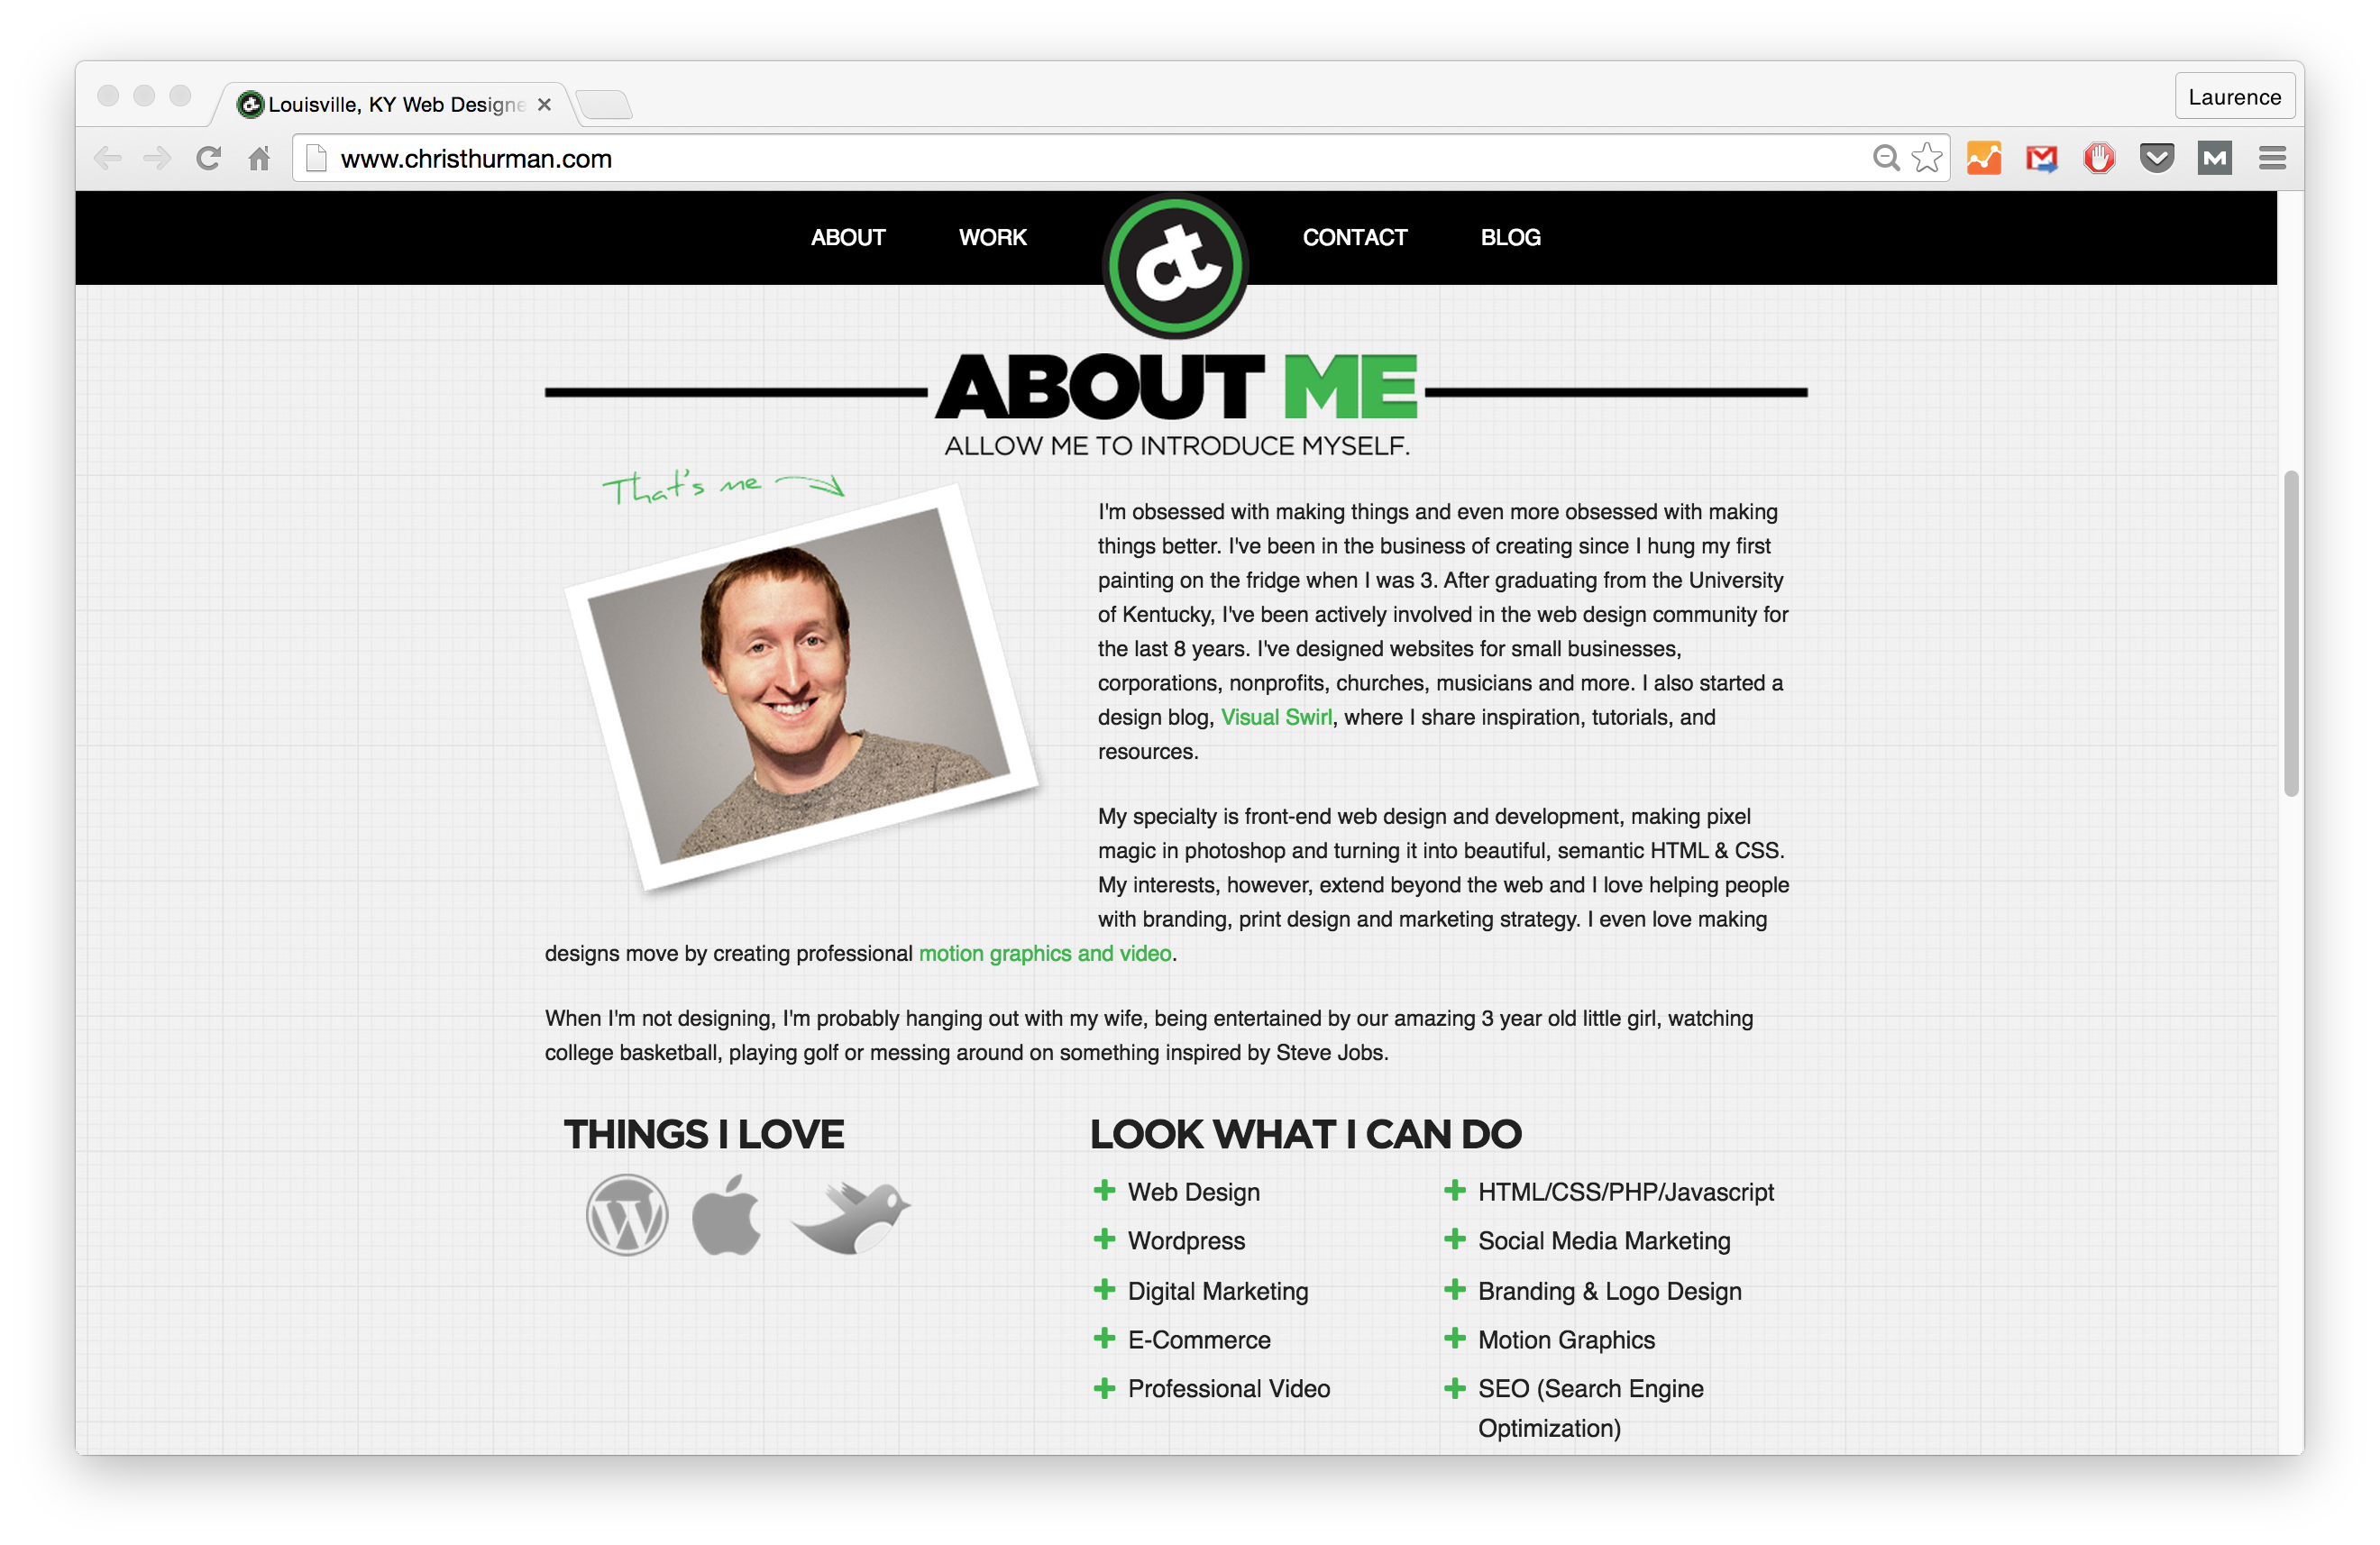 Louisville, KY Web Designe
Laurence
www.christhurman.com
ABOUT WORK ct CONTACT BLOG
ABOUT ME
ALLOW ME TO INTRODUCE MYSELF.
That's me
I'm obsessed with making things and even more obsessed with making
things better. I've been in the business of creating since I hung my first
painting on the fridge when I was 3. After graduating from the University
of Kentucky, I've been actively involved in the web design community for
the last 8 years. I've designed websites for small businesses,
corporations, nonprofits, churches, musicians and more. I also started a
design blog, Visual Swirl, where I share inspiration, tutorials, and
resources.
My specialty is front-end web design and development, making pixel
magic in photoshop and turning it into beautiful, semantic HTML & CSS.
My interests, however, extend beyond the web and I love helping people
with branding, print design and marketing strategy. I even love making
designs move by creating professional motion graphics and video.
When I'm not designing, I'm probably hanging out with my wife, being entertained by our amazing 3 year old little girl, watching
college basketball, playing golf or messing around on something inspired by Steve Jobs.
THINGS I LOVE
LOOK WHAT I CAN DO
Web Design
Wordpress
Digital Marketing
E-Commerce
Professional Video
HTML/CSS/PHP/Javascript
Social Media Marketing
Branding & Logo Design
Motion Graphics
SEO (Search Engine
Optimization)